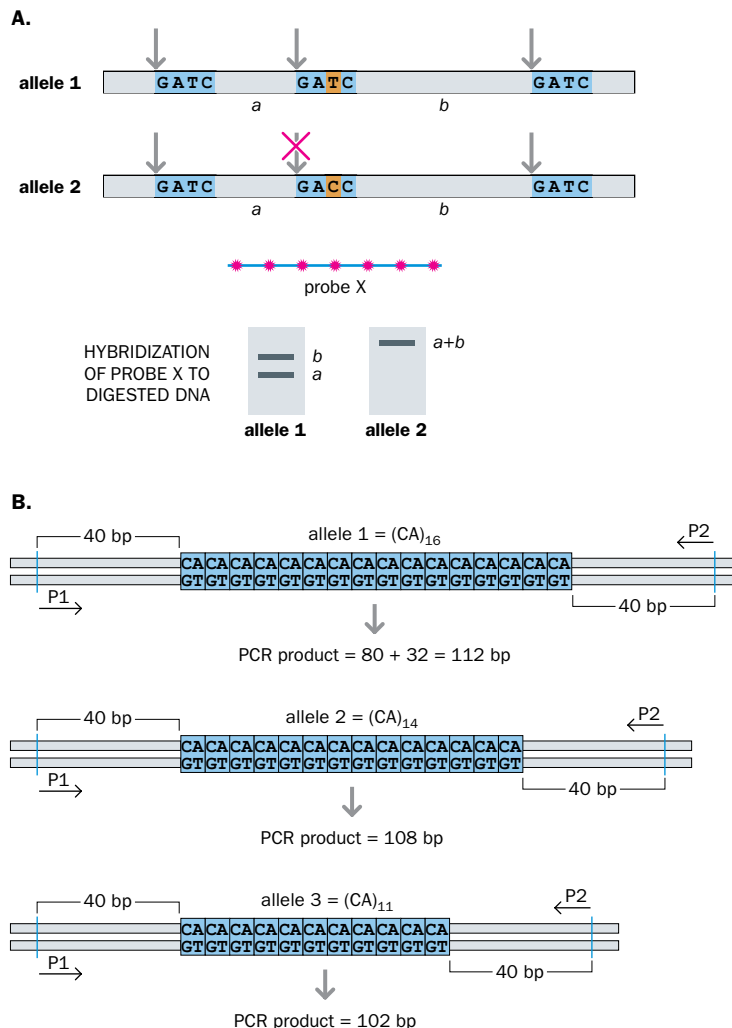 A.
allele 1 GATC GATC GATC
a b
allele 2 GATC GACC GATC
a b
probe X
HYBRIDIZATION
OF PROBE X TO
DIGESTED DNA
b
a
a+b
allele 1 allele 2
B.
40 bp allele 1 = (CA)16 P2
CACACACACACACACACACACACACACACACA
GTGTGTGTGTGTGTGTGTGTGTGTGTGTGTGT
P1 40 bp
PCR product = 80 + 32 = 112 bp
40 bp allele 2 = (CA)14 P2
CACACACACACACACACACACACACACA
GTGTGTGTGTGTGTGTGTGTGTGTGTGT
P1 40 bp
PCR product = 108 bp
40 bp allele 3 = (CA)11 P2
CACACACACACACACACACACA
GTGTGTGTGTGTGTGTGTGTGT
P1 40 bp
PCR product = 102 bp